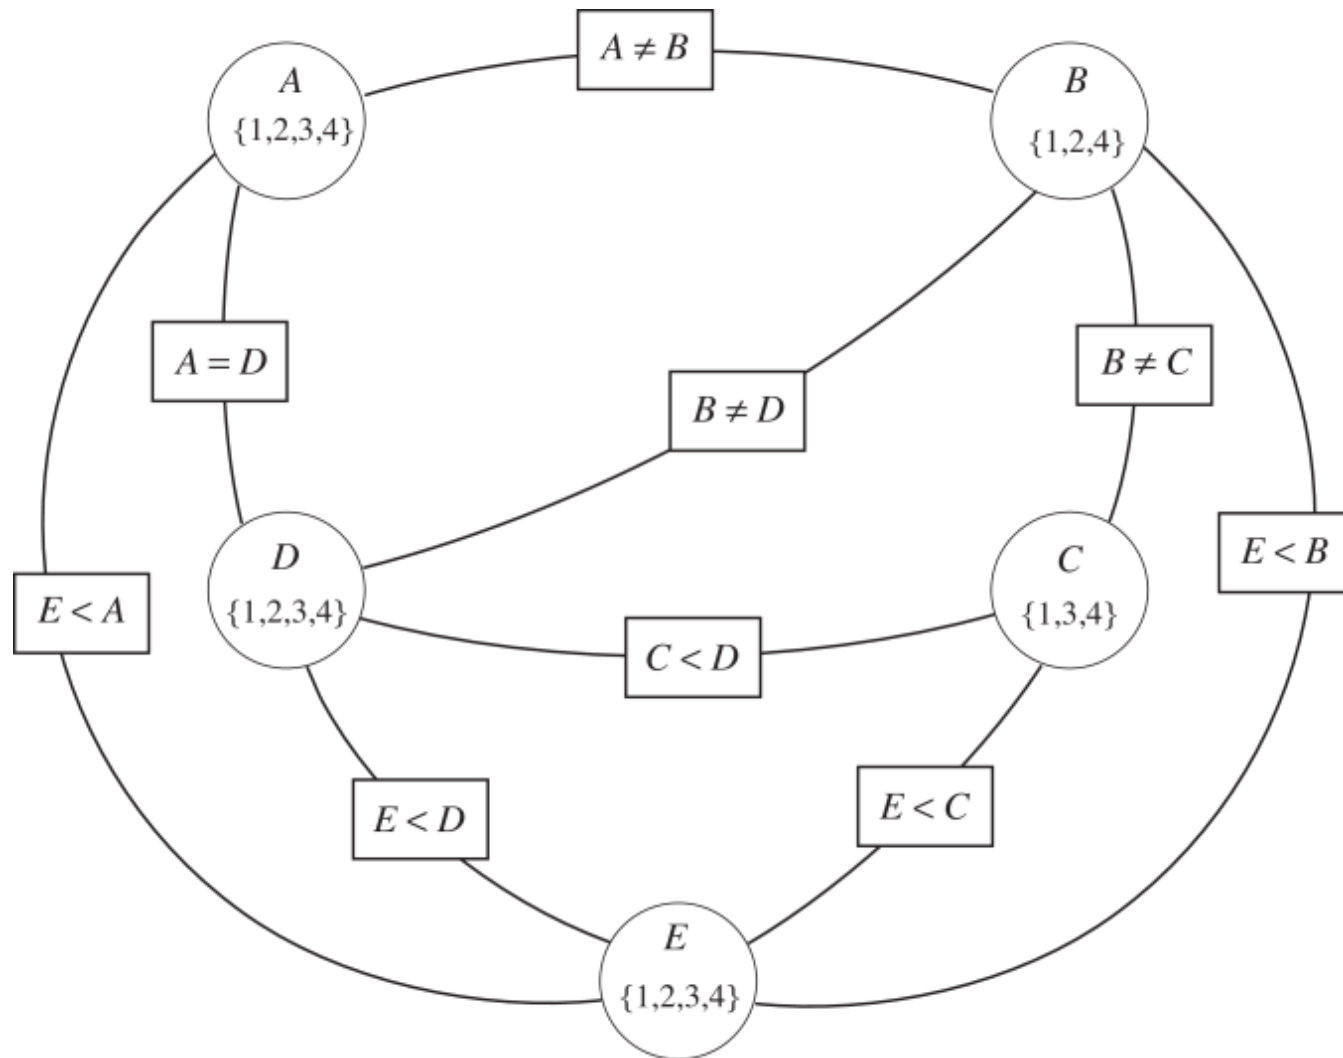 A ≠ B
A
{1,2,3,4}
B
{1,2,4}
A = D
B ≠ D
B ≠ C
E < B
D
{1,2,3,4}
C
{1,3,4}
E < A
C < D
E < D
E < C
E
{1,2,3,4}